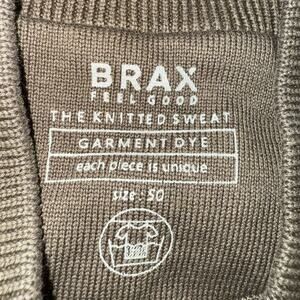 BRAX
FEEL GOOD
THE KNITTED SWEAT
GARMENT DYE
each piece is unique
size: 50